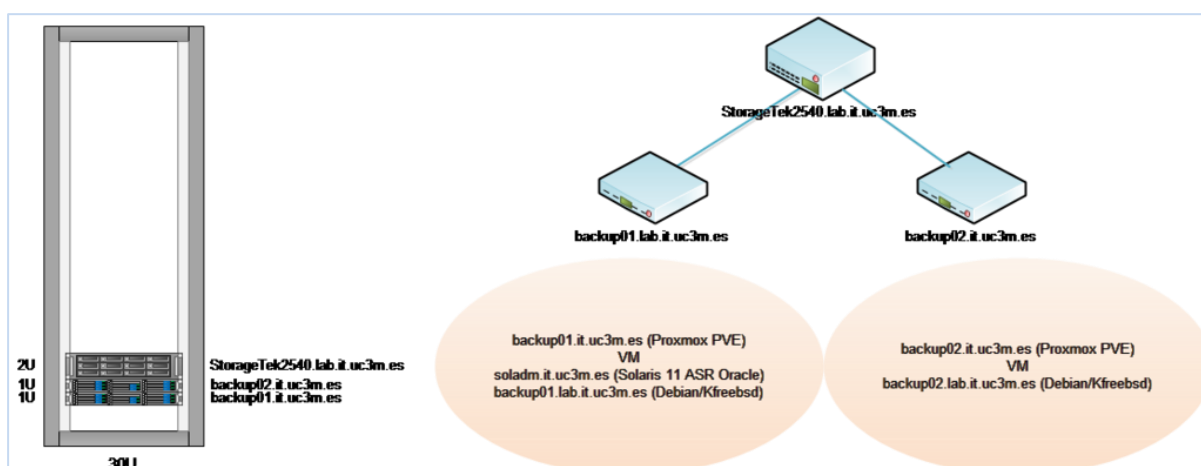 StorageTek2540.lab.it.uc3m.es
backup01.lab.it.uc3m.es
backup02.it.uc3m.es
2U
StorageTek2540.lab.it.uc3m.es
1U
backup02.it.uc3m.es
1U
backup01.it.uc3m.es
30U
backup01.it.uc3m.es (Proxmox PVE)
VM
soladm.it.uc3m.es (Solaris 11 ASR Oracle)
backup01.lab.it.uc3m.es (Debian/Kfreebsd)
backup02.it.uc3m.es (Proxmox PVE)
VM
backup02.lab.it.uc3m.es (Debian/Kfreebsd)